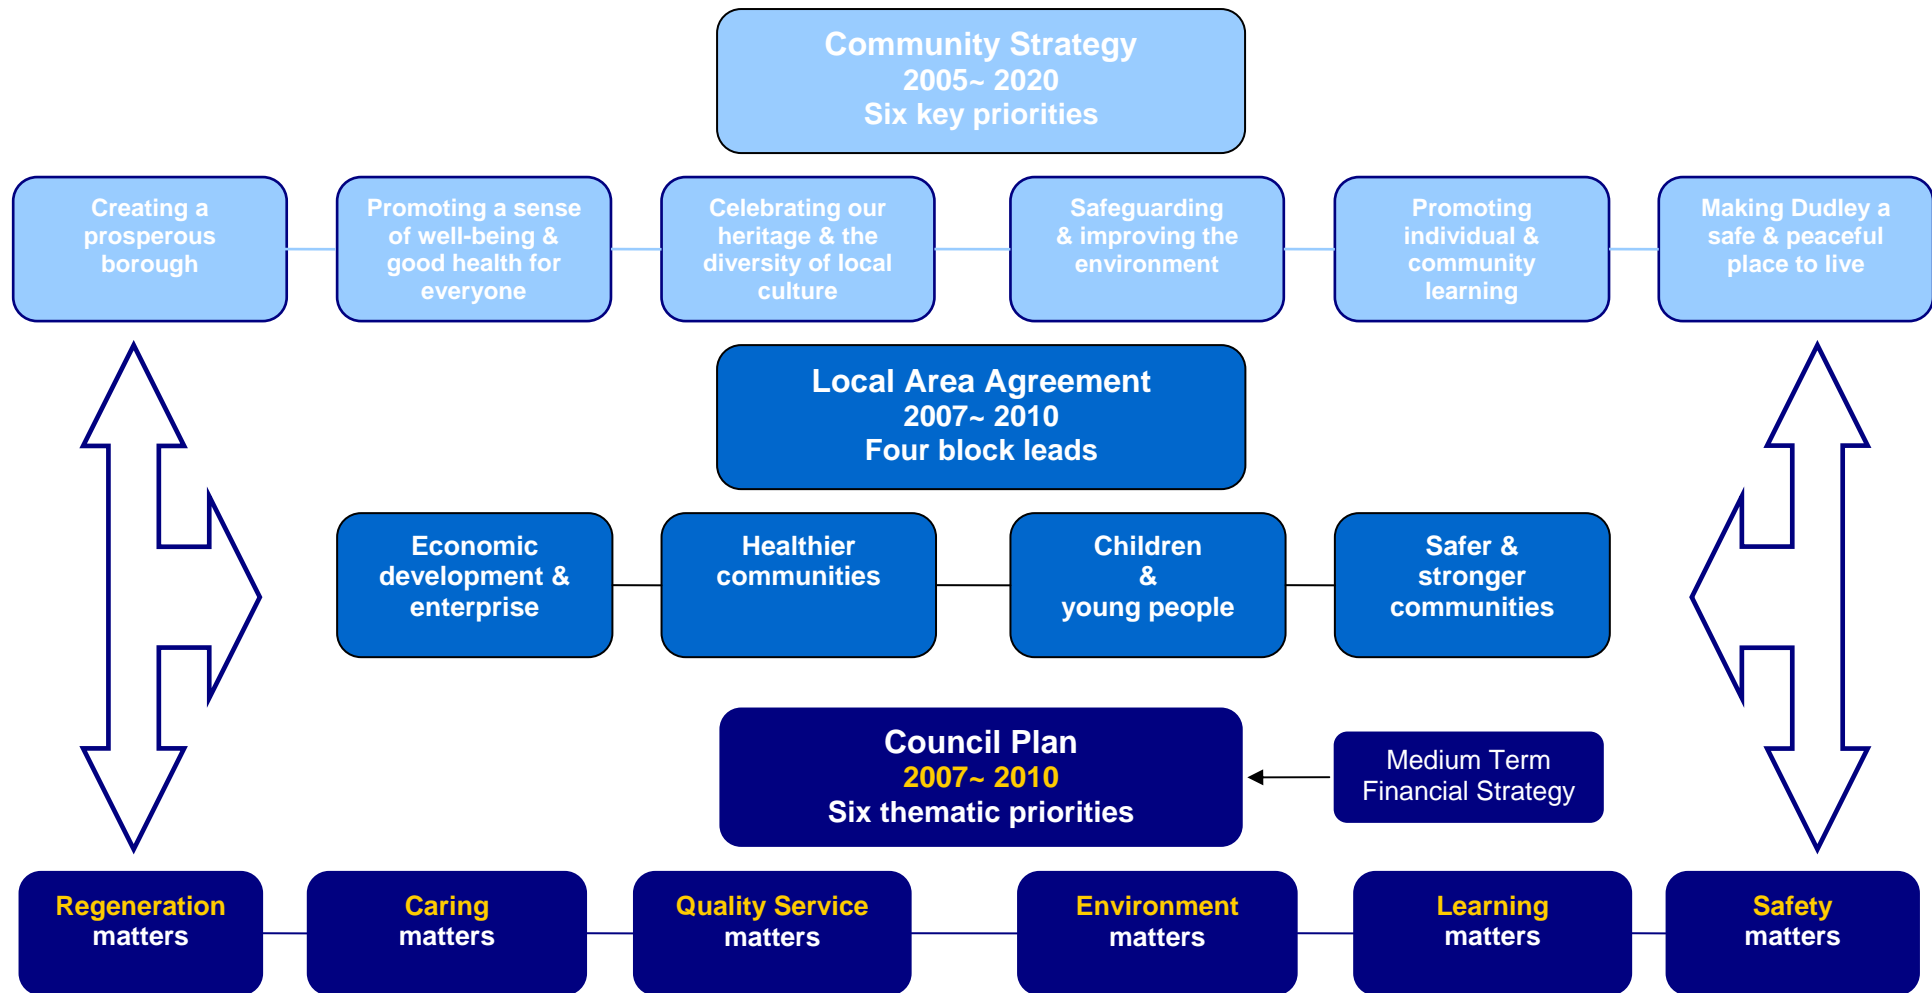 Community Strategy
2005~ 2020
Six key priorities
Creating a
prosperous
borough
Promoting a sense
of well-being &
good health for
everyone
Celebrating our
heritage & the
diversity of local
culture
Safeguarding
& improving the
environment
Promoting
individual &
community
learning
Making Dudley a
safe & peaceful
place to live
Local Area Agreement
2007~ 2010
Four block leads
Economic
development &
enterprise
Healthier
communities
Children
&
young people
Safer &
stronger
communities
Council Plan
2007~ 2010
Six thematic priorities
Medium Term
Financial Strategy
Regeneration
matters
Caring
matters
Quality Service
matters
Environment
matters
Learning
matters
Safety
matters